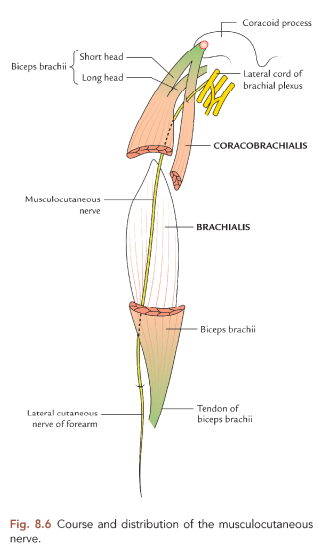 Coracoid process
Short head
Biceps brachii
Long head
Lateral cord of
brachial plexus
CORACOBRACHIALIS
Musculocutaneous
nerve
BRACHIALIS
Biceps brachii
Lateral cutaneous
nerve of forearm
Tendon of
biceps brachii
Fig. 8.6 Course and distribution of the musculocutaneous
nerve.